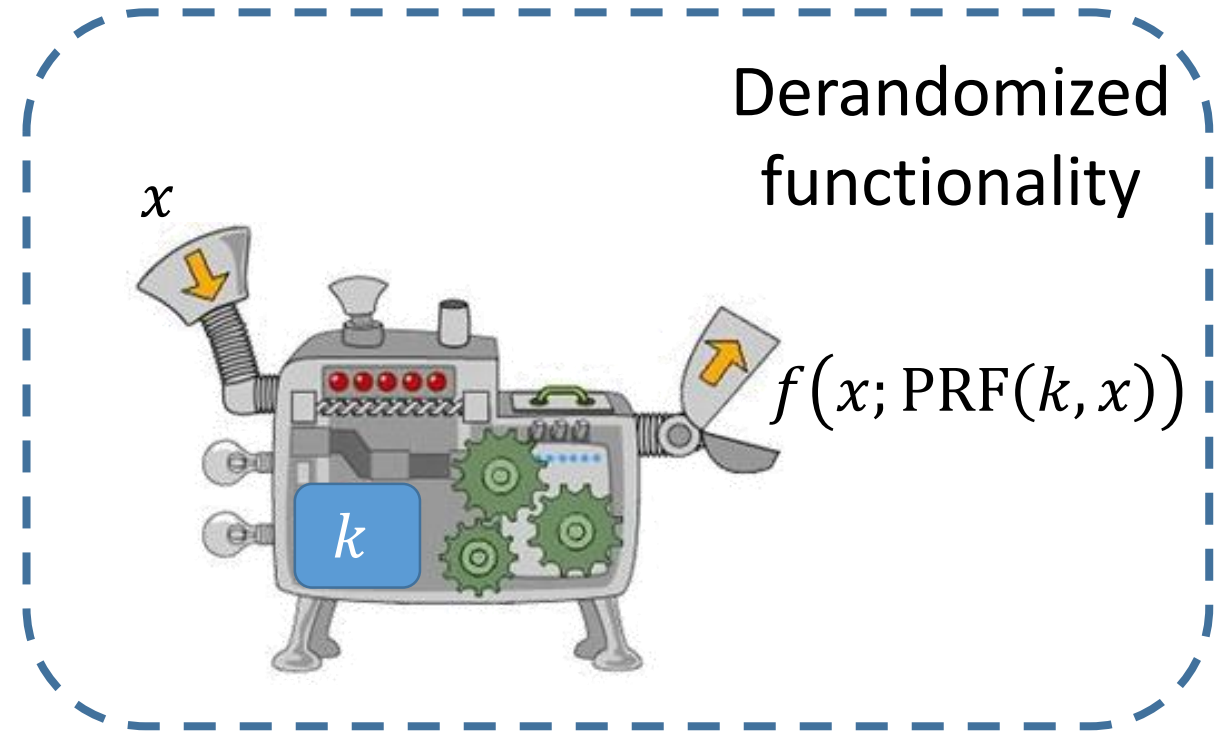 Derandomized
functionality
x
f(x; PRF(k, x))
k